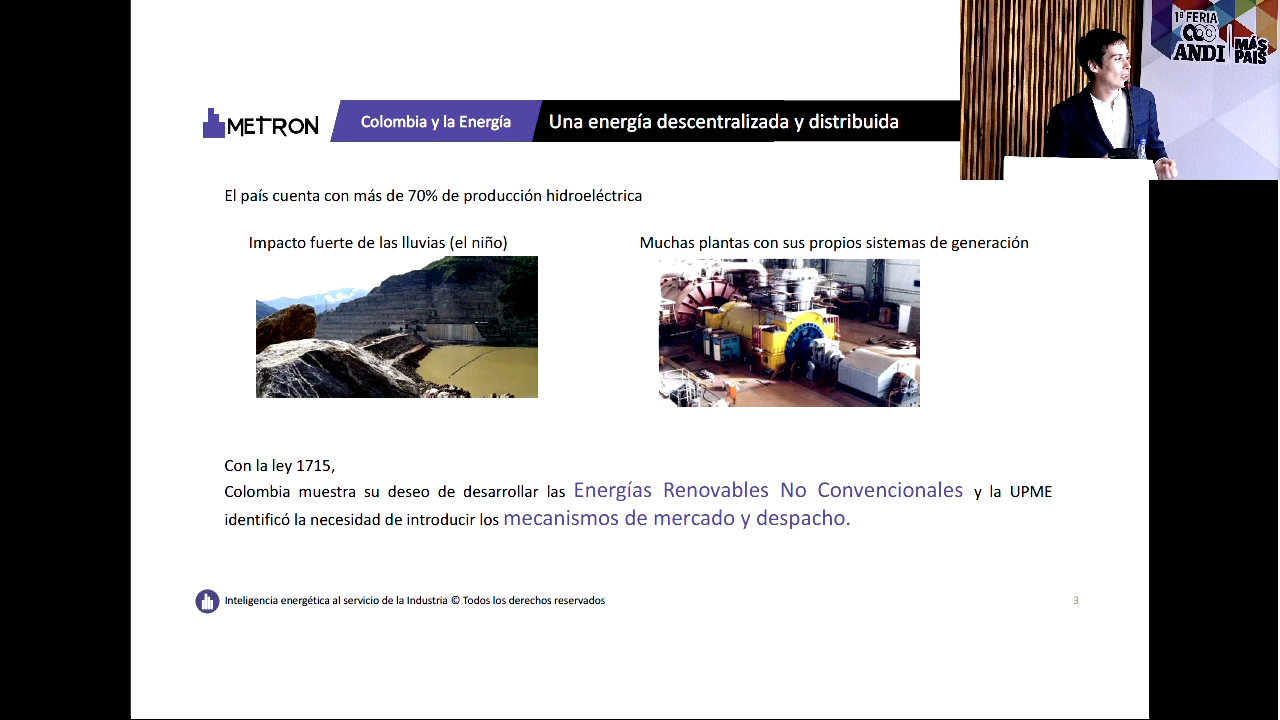 1ª FERIA
ANDI
MÁS
PAÍS
METRON
Colombia y la Energía
Una energía descentralizada y distribuida
El país cuenta con más de 70% de producción hidroeléctrica
Impacto fuerte de las lluvias (el niño)
Muchas plantas con sus propios sistemas de generación
Con la ley 1715,
Colombia muestra su deseo de desarrollar las Energías Renovables No Convencionales y la UPME
identificó la necesidad de introducir los mecanismos de mercado y despacho.
Inteligencia energética al servicio de la Industria © Todos los derechos reservados
3